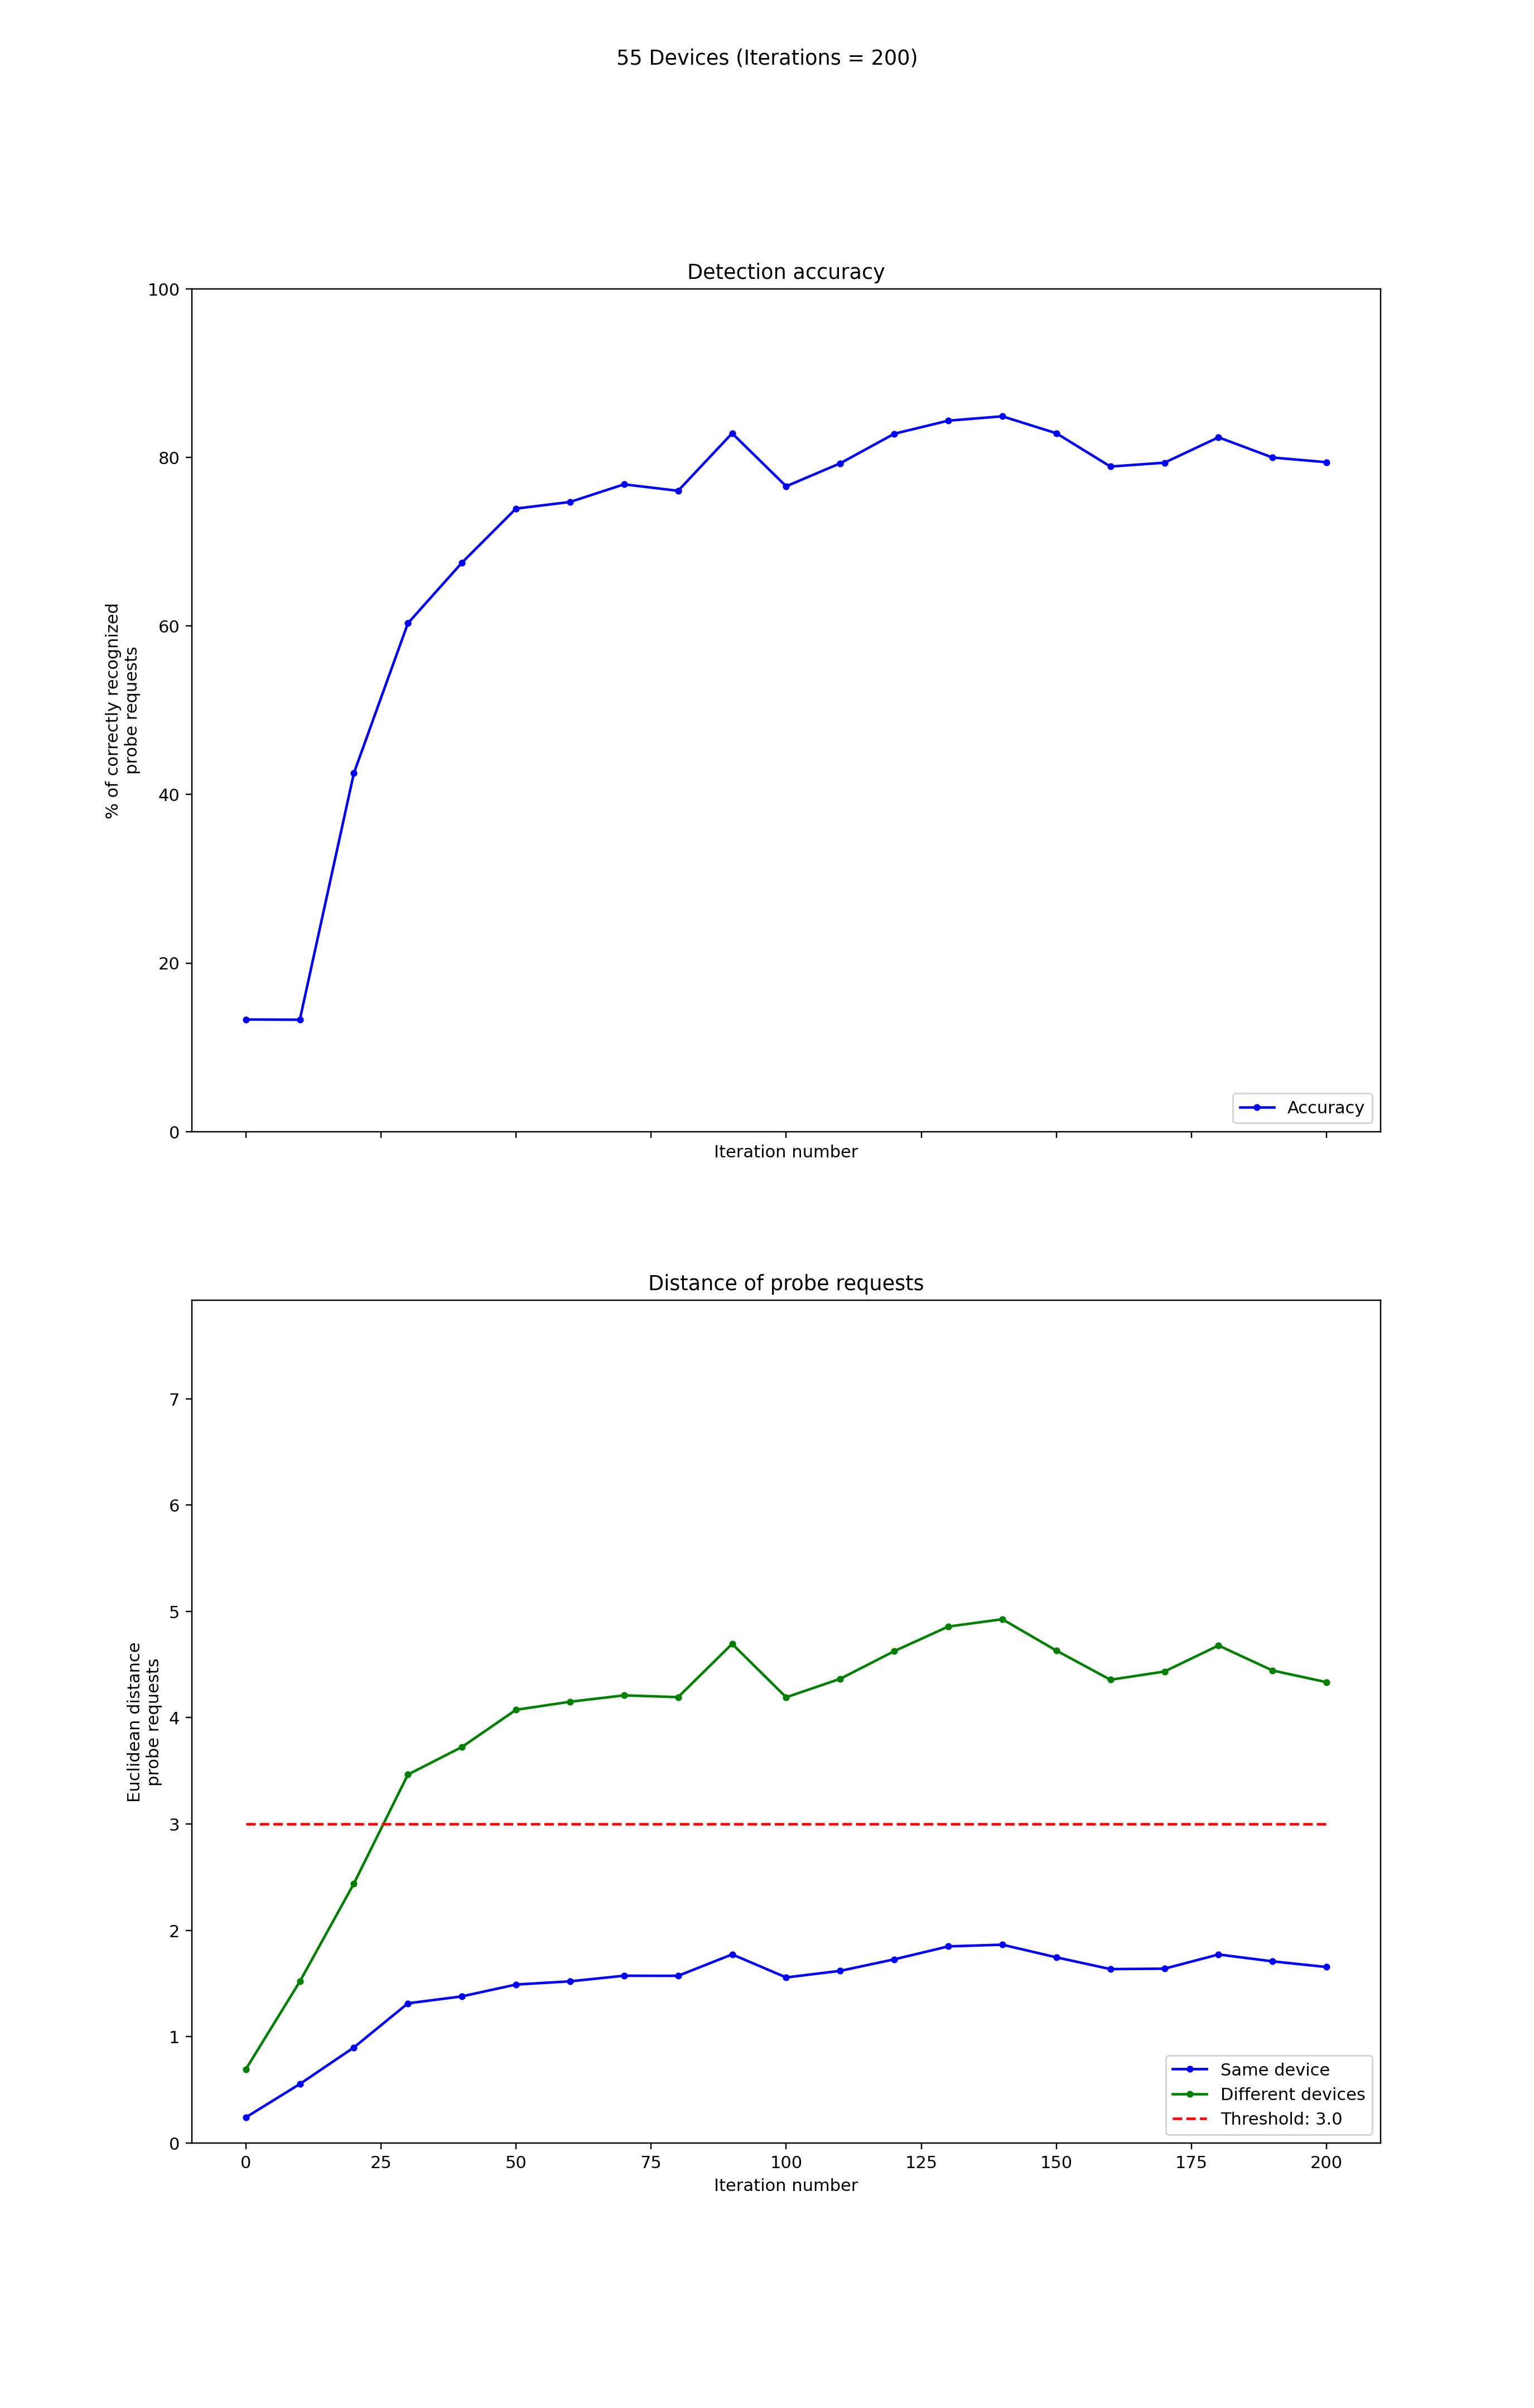 55 Devices (Iterations = 200)
Detection accuracy
100
80
60
40
20
0
% of correctly recognized
probe requests
Accuracy
Iteration number
Distance of probe requests
7
6
5
4
3
2
1
0
Euclidean distance
probe requests
Same device
Different devices
Threshold: 3.0
0 25 50 75 100 125 150 175 200
Iteration number